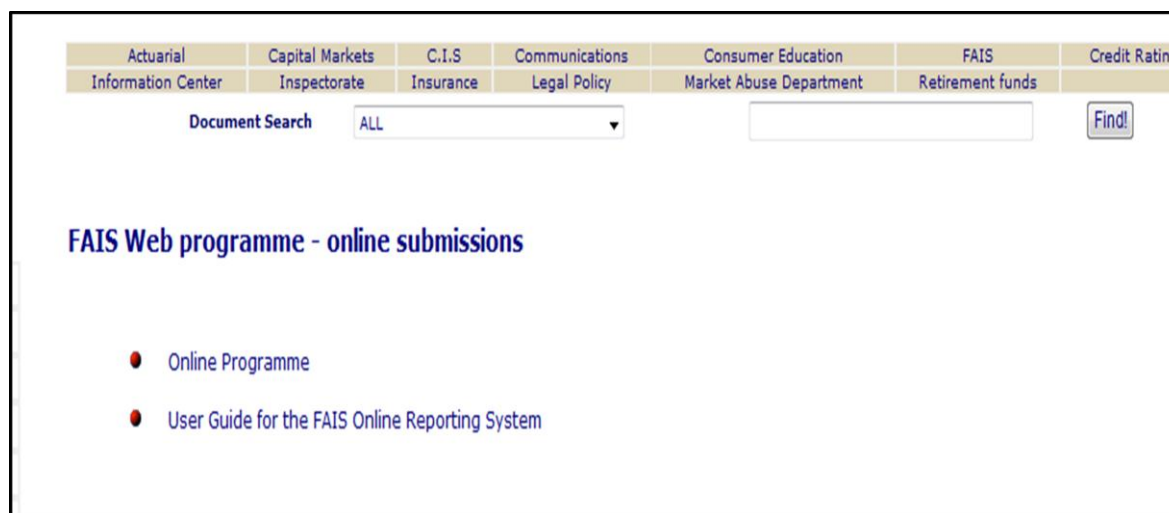 Actuarial Capital Markets C.I.S Communications Consumer Education FAIS Credit
Information Center Inspectorate Insurance Legal Policy Market Abuse Department Retirement funds
Document Search ALL Find!
FAIS Web programme - online submissions
Online Programme
User Guide for the FAIS Online Reporting System